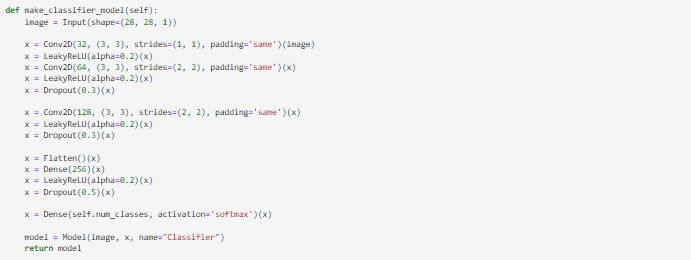 def make_classifier_model(self):
    image = Input(shape=(28, 28, 1))

    x = Conv2D(32, (3, 3), strides=(1, 1), padding='same')(image)
    x = LeakyReLU(alpha=0.2)(x)
    x = Conv2D(64, (3, 3), strides=(2, 2), padding='same')(x)
    x = LeakyReLU(alpha=0.2)(x)
    x = Dropout(0.3)(x)

    x = Conv2D(128, (3, 3), strides=(2, 2), padding='same')(x)
    x = LeakyReLU(alpha=0.2)(x)
    x = Dropout(0.3)(x)

    x = Flatten()(x)
    x = Dense(256)(x)
    x = LeakyReLU(alpha=0.2)(x)
    x = Dropout(0.5)(x)

    x = Dense(self.num_classes, activation='softmax')(x)

    model = Model(image, x, name="Classifier")
    return model